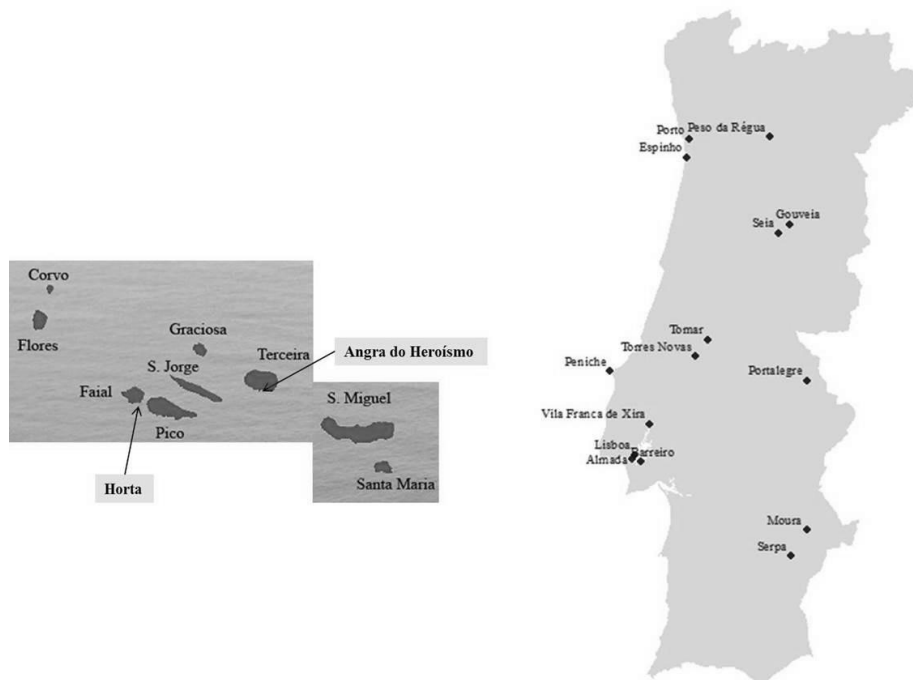 Corvo
Flores
Graciosa
Terceira
S. Jorge
Faial
Pico
Angra do Heroísmo
Horta
S. Miguel
Santa Maria
Porto
Peso da Régua
Espinho
Gouveia
Seia
Tomar
Torres Novas
Peniche
Portalegre
Vila Franca de Xira
Lisboa
Barreiro
Almada
Moura
Serpa